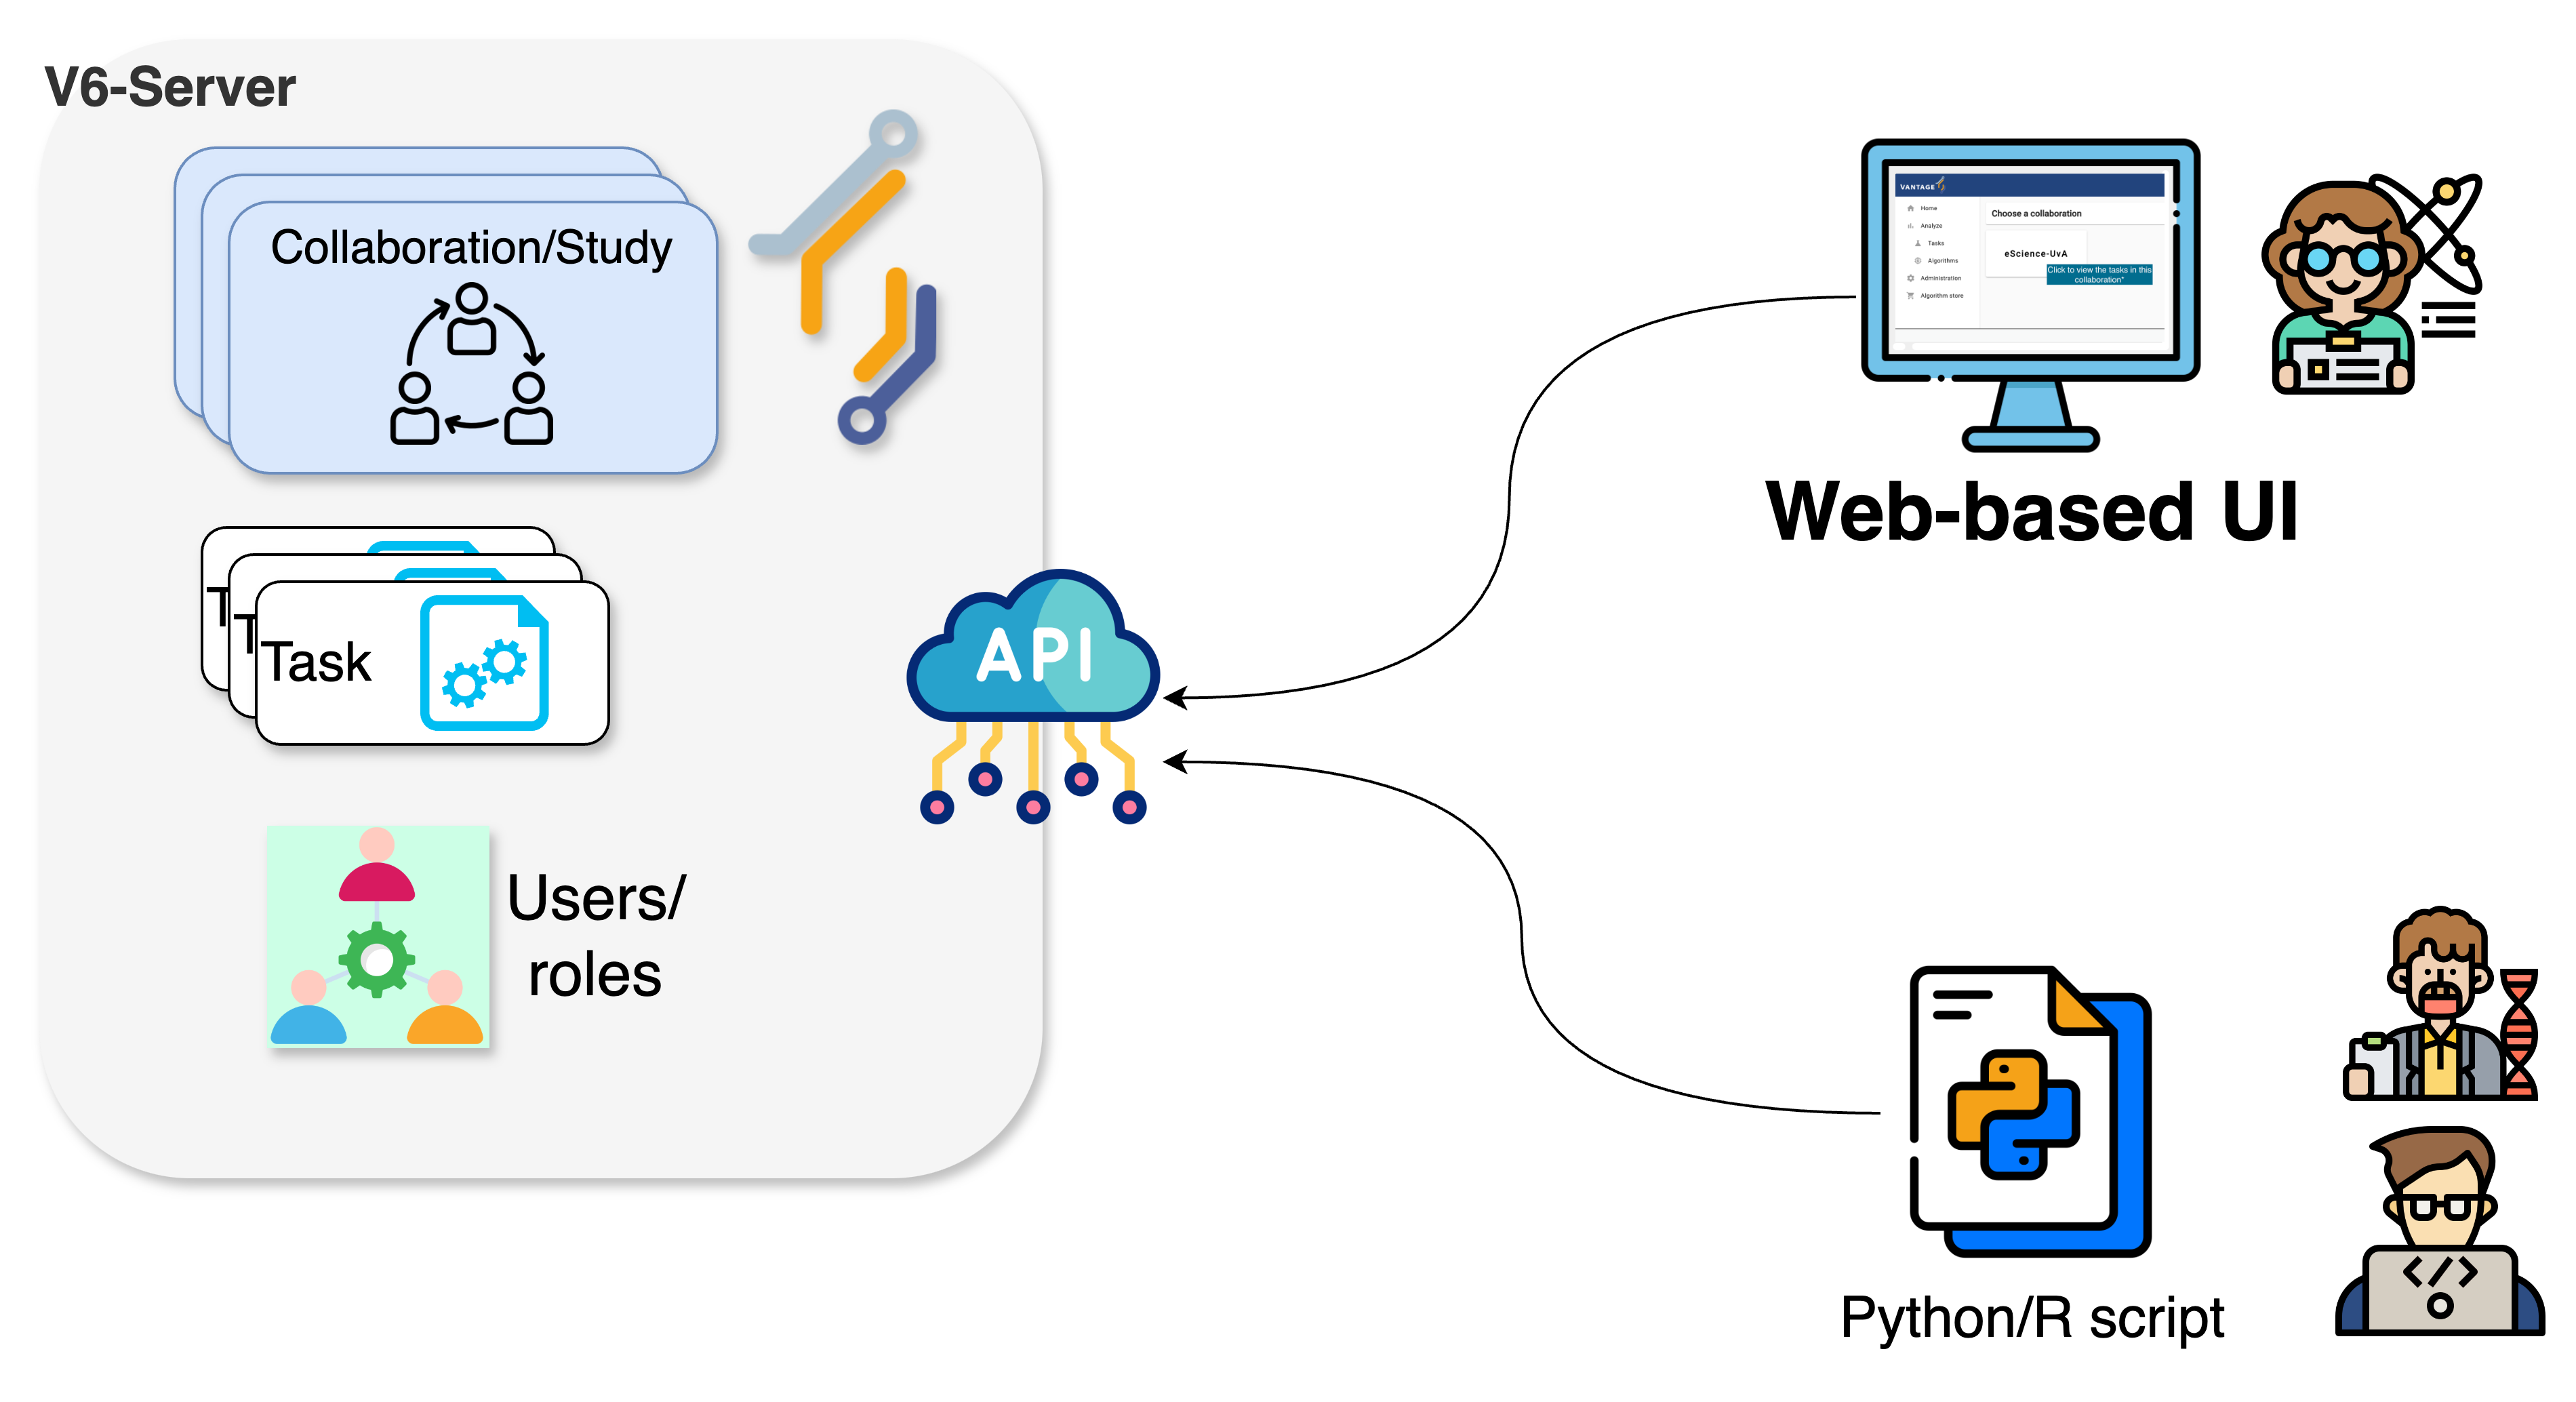 V6-Server
Collaboration/Study
T
T
Task
Users/
roles
API
VANTAGE
Home
Analyze
Tasks
Algorithms
Administration
Algorithm store
Choose a collaboration
eScience-UvA
Click to view the tasks in this
collaboration*
Web-based UI
</>
Python/R script